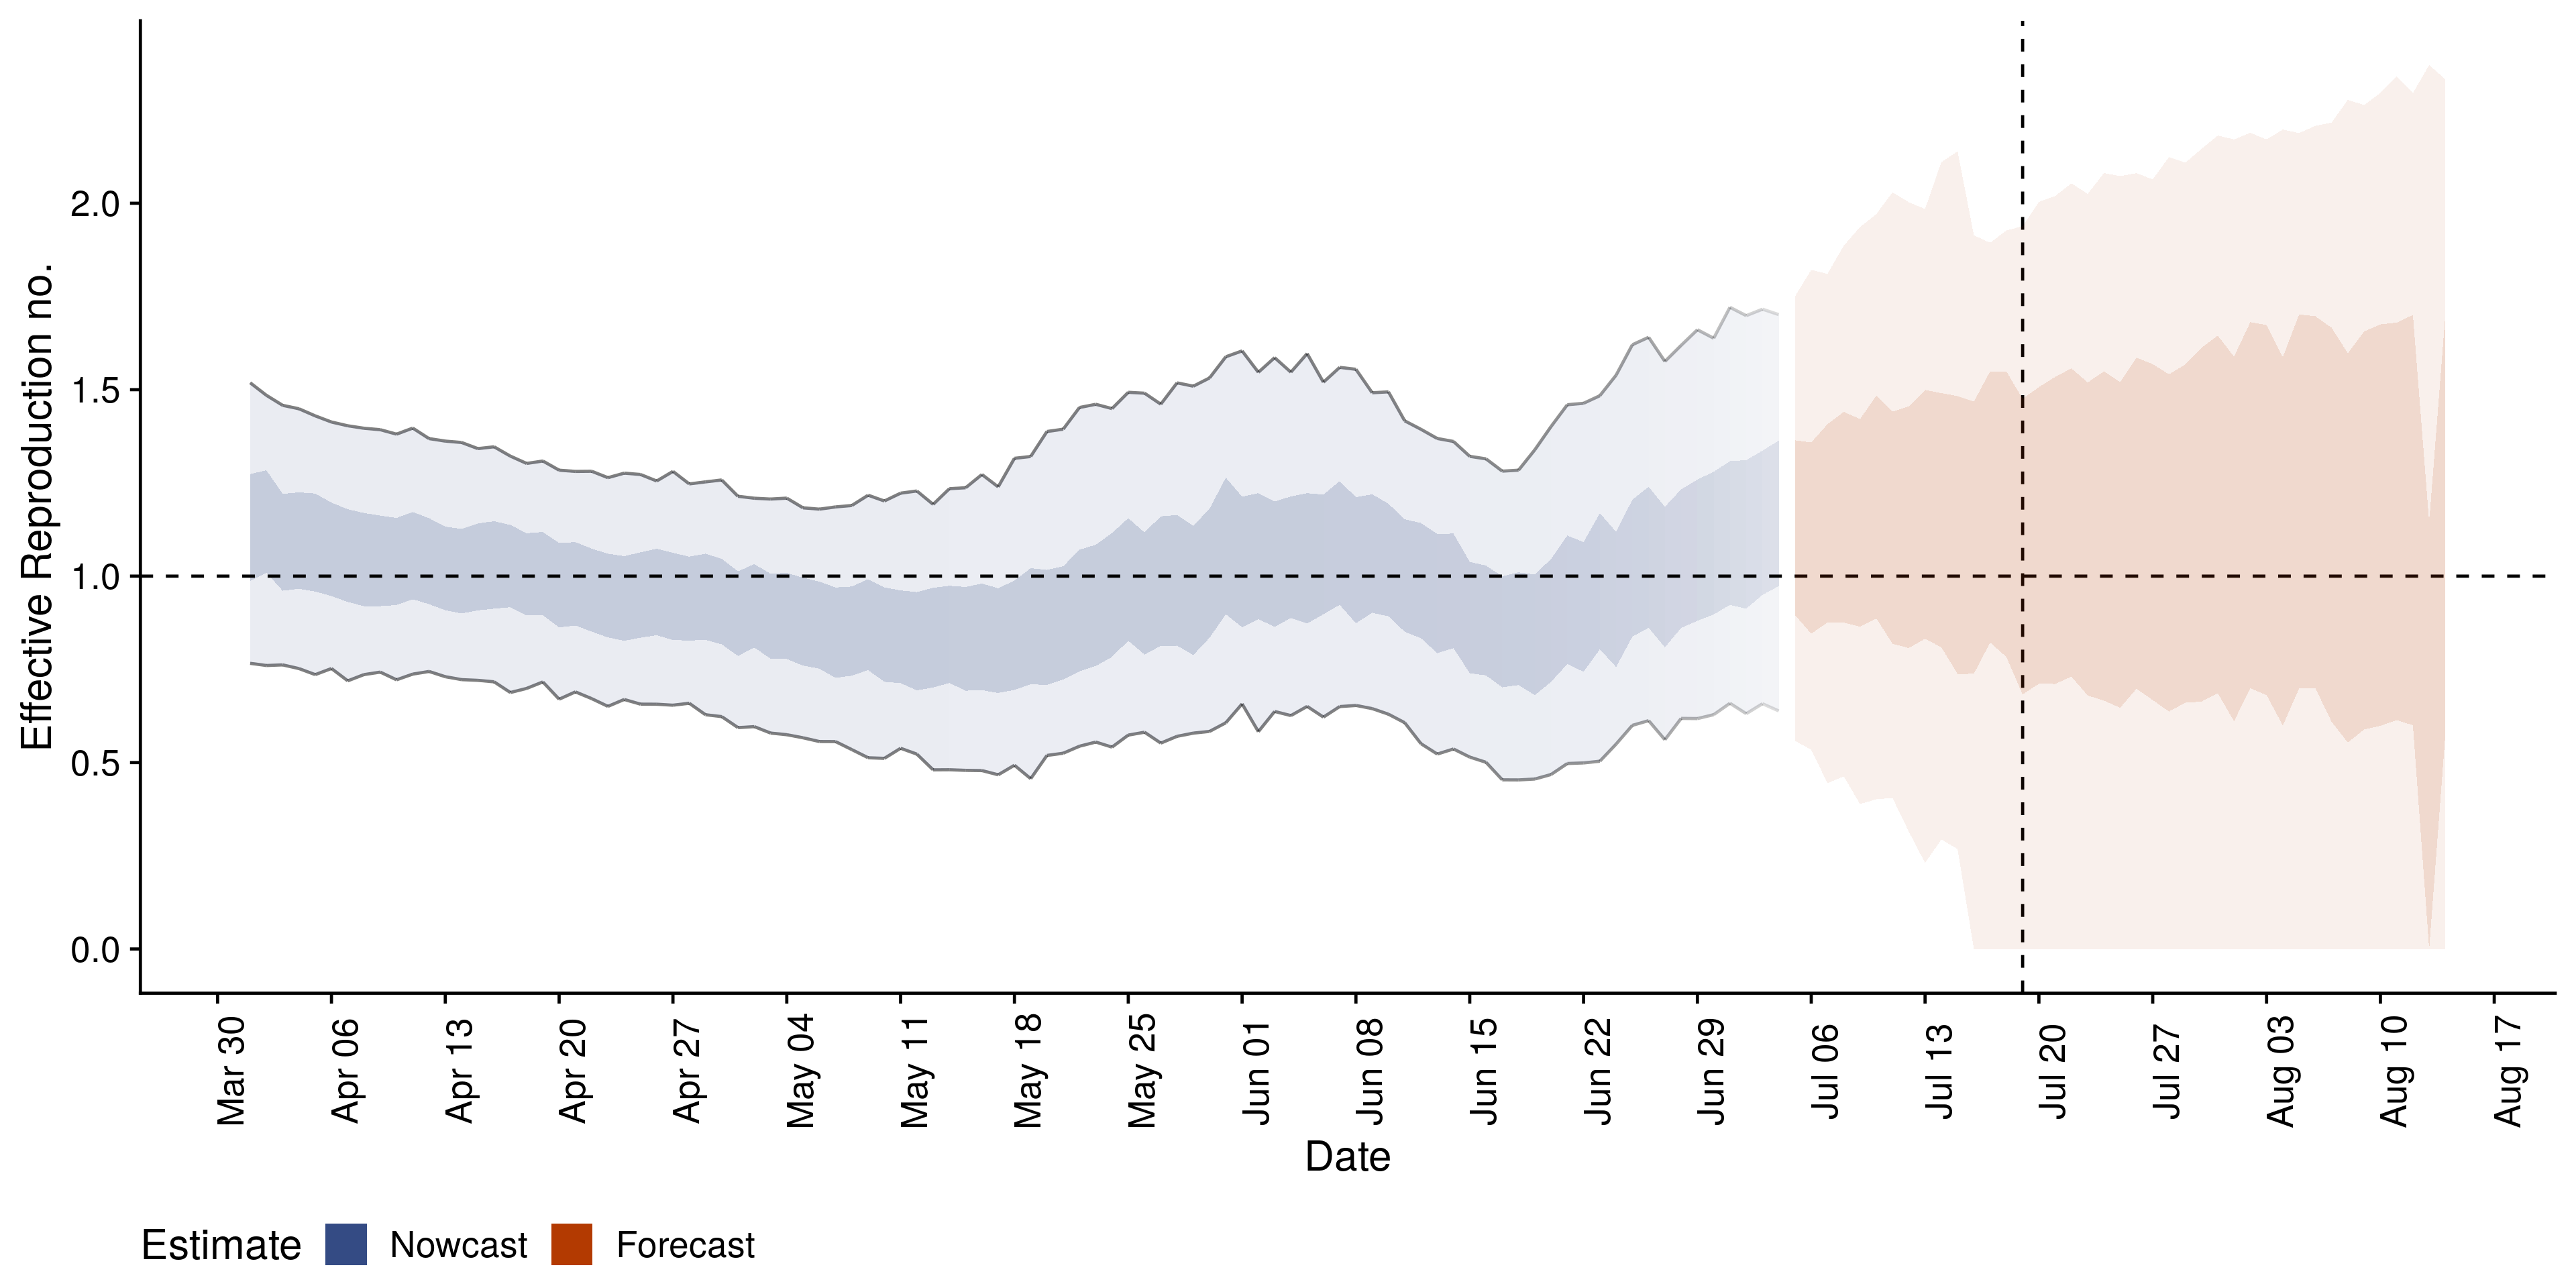 Effective Reproduction no.
2.0
1.5
1.0
0.5
0.0
Mar 30
Apr 06
Apr 13
Apr 20
Apr 27
May 04
May 11
May 18
May 25
Jun 01
Jun 08
Jun 15
Jun 22
Jun 29
Jul 06
Jul 13
Jul 20
Jul 27
Aug 03
Aug 10
Aug 17
Date
Estimate Nowcast Forecast